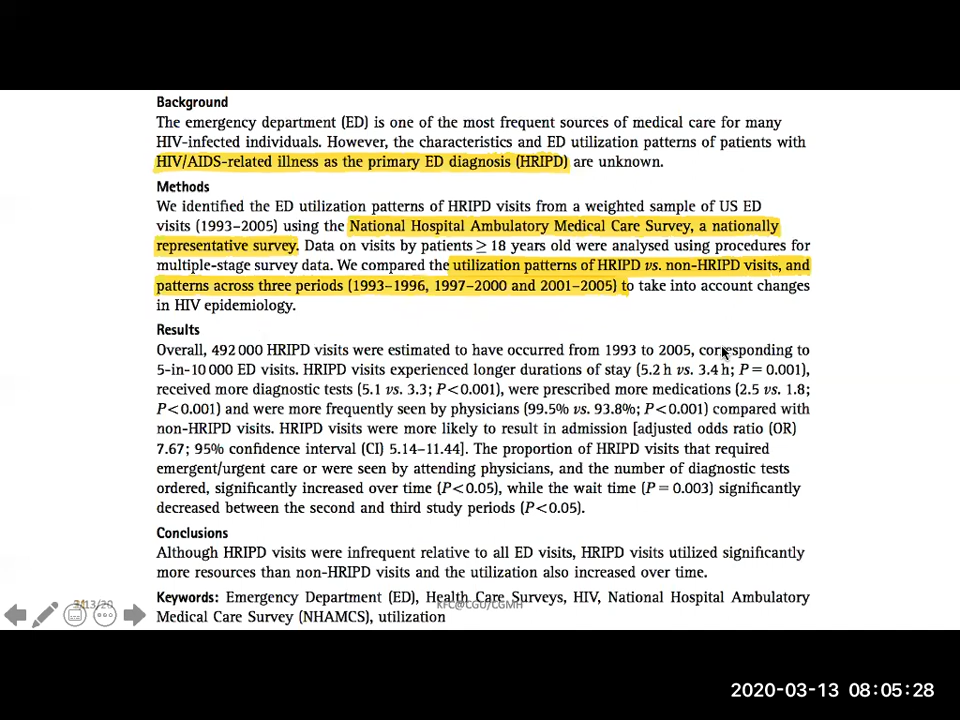 Background
The emergency department (ED) is one of the most frequent sources of medical care for many
HIV-infected individuals. However, the characteristics and ED utilization patterns of patients with
HIV/AIDS-related illness as the primary ED diagnosis (HRIPD) are unknown.
Methods
We identified the ED utilization patterns of HRIPD visits from a weighted sample of US ED
visits (1993–2005) using the National Hospital Ambulatory Medical Care Survey, a nationally
representative survey. Data on visits by patients ≥ 18 years old were analysed using procedures for
multiple-stage survey data. We compared the utilization patterns of HRIPD vs. non-HRIPD visits, and
patterns across three periods (1993–1996, 1997–2000 and 2001–2005) to take into account changes
in HIV epidemiology.
Results
Overall, 492 000 HRIPD visits were estimated to have occurred from 1993 to 2005, corresponding to
5-in-10 000 ED visits. HRIPD visits experienced longer durations of stay (5.2 h vs. 3.4 h; P = 0.001),
received more diagnostic tests (5.1 vs. 3.3; P<0.001), were prescribed more medications (2.5 vs. 1.8;
P<0.001) and were more frequently seen by physicians (99.5% vs. 93.8%; P<0.001) compared with
non-HRIPD visits. HRIPD visits were more likely to result in admission [adjusted odds ratio (OR)
7.67; 95% confidence interval (CI) 5.14–11.44]. The proportion of HRIPD visits that required
emergent/urgent care or were seen by attending physicians, and the number of diagnostic tests
ordered, significantly increased over time (P<0.05), while the wait time (P = 0.003) significantly
decreased between the second and third study periods (P<0.05).
Conclusions
Although HRIPD visits were infrequent relative to all ED visits, HRIPD visits utilized significantly
more resources than non-HRIPD visits and the utilization also increased over time.
Keywords: Emergency Department (ED), Health Care Surveys, HIV, National Hospital Ambulatory
Medical Care Survey (NHAMCS), utilization
KFC@CGU/CGMH
2020-03-13 08:05:28